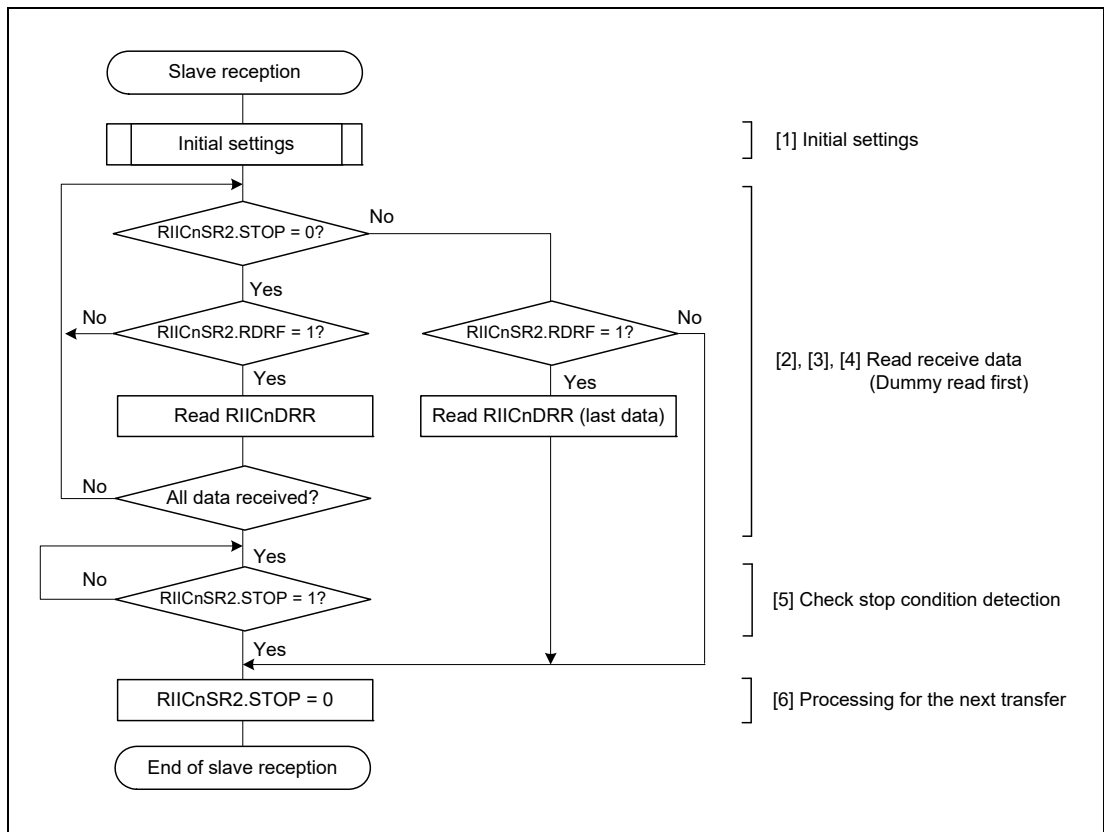 Slave reception
Initial settings
[1] Initial settings
No
RIICnSR2.STOP = 0?
Yes
No
RIICnSR2.RDRF = 1?
RIICnSR2.RDRF = 1?
No
Yes
Yes
[2], [3], [4] Read receive data
(Dummy read first)
Read RIICnDRR
Read RIICnDRR (last data)
No
All data received?
Yes
No
RIICnSR2.STOP = 1?
[5] Check stop condition detection
Yes
RIICnSR2.STOP = 0
[6] Processing for the next transfer
End of slave reception